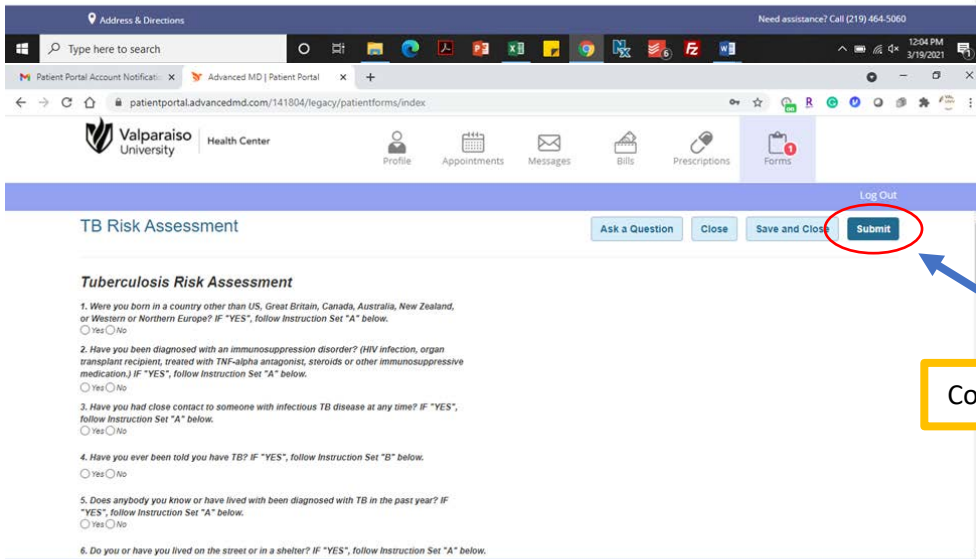 Address & Directions
Need assistance? Call (219) 464-5060
Type here to search
12:04 PM
3/19/2021
Patient Portal Account Notificati
Advanced MD | Patient Portal
patientportal.advancedmd.com/141804/legacy/patientforms/index
Valparaiso
University
Health Center
Profile
Appointments
Messages
Bills
Prescriptions
Forms
1
Log Out
TB Risk Assessment
Ask a Question
Close
Save and Close
Submit
Tuberculosis Risk Assessment
1. Were you born in a country other than US, Great Britain, Canada, Australia, New Zealand,
or Western or Northern Europe? IF "YES", follow Instruction Set "A" below.
Yes No
2. Have you been diagnosed with an immunosuppression disorder? (HIV infection, organ
transplant recipient, treated with TNF-alpha antagonist, steroids or other immunosuppressive
medication.) IF "YES", follow Instruction Set "A" below.
Yes No
3. Have you had close contact to someone with infectious TB disease at any time? IF "YES",
follow Instruction Set "A" below.
Yes No
4. Have you ever been told you have TB? IF "YES", follow Instruction Set "B" below.
Yes No
5. Does anybody you know or have lived with been diagnosed with TB in the past year? IF
"YES", follow Instruction Set "A" below.
Yes No
6. Do you or have you lived on the street or in a shelter? IF "YES", follow Instruction Set "A" below.
Co